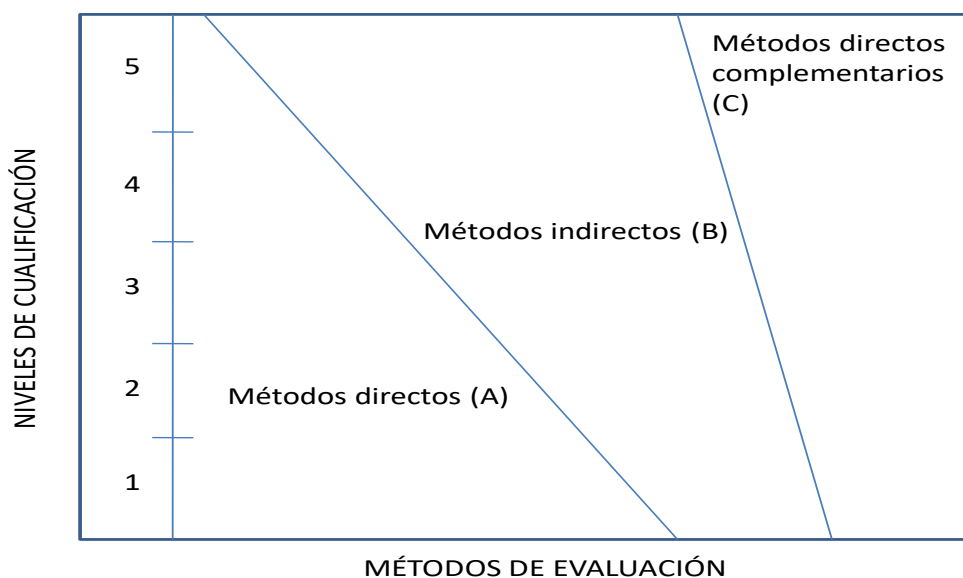 NIVELES DE CUALIFICACIÓN
5
4
3
2
1
Métodos directos
complementarios
(C)
Métodos indirectos (B)
Métodos directos (A)
MÉTODOS DE EVALUACIÓN